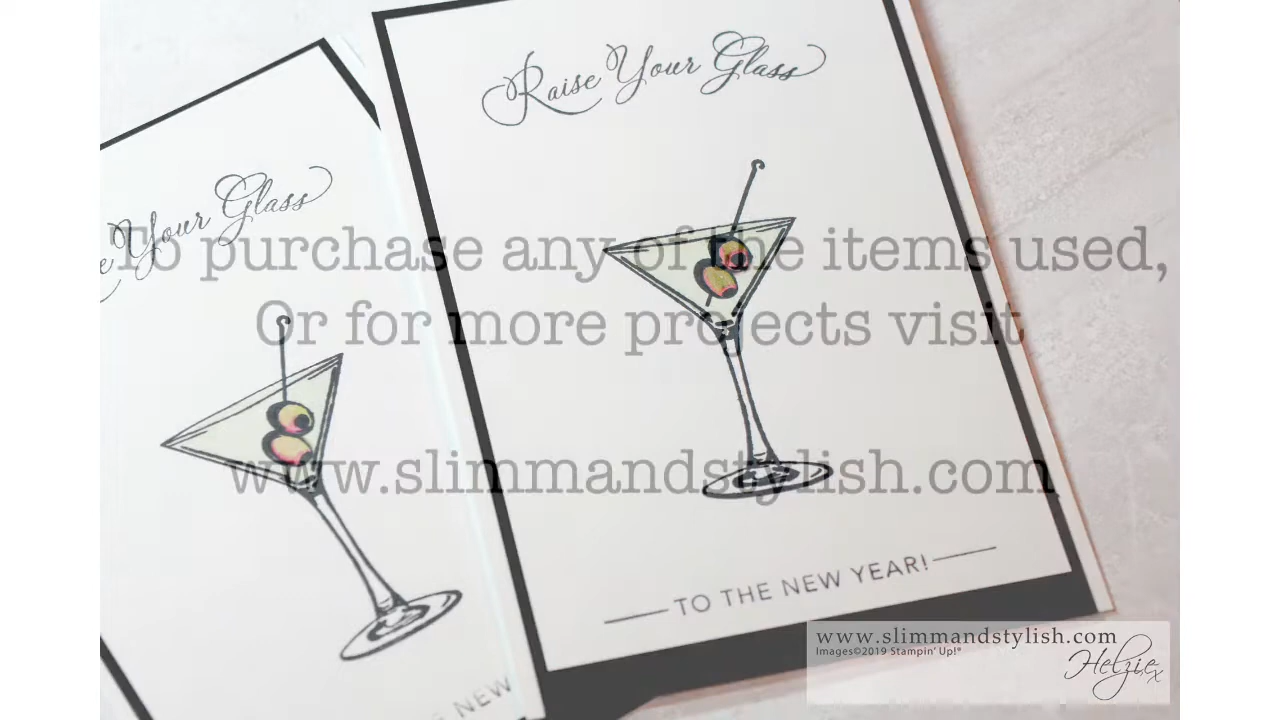 Raise Your Glass
Your Glass
To purchase any of the items used,
Or for more projects visit
www.slimmandstylish.com
TO THE NEW YEAR!
NEW
www.slimmandstylish.com
Images©2019 Stampin' Up!®
Helzie x